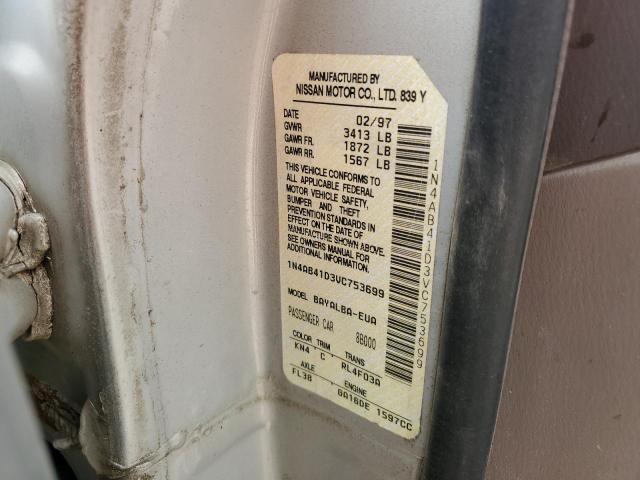 MANUFACTURED BY
NISSAN MOTOR CO., LTD. 839 Y
DATE 02/97
GVWR 3413 LB
GAWR FR. 1872 LB
GAWR RR. 1567 LB
THIS VEHICLE CONFORMS TO
ALL APPLICABLE FEDERAL
MOTOR VEHICLE SAFETY,
BUMPER AND THEFT
PREVENTION STANDARDS IN
EFFECT ON THE DATE OF
MANUFACTURE SHOWN ABOVE.
SEE OWNERS MANUAL FOR
ADDITIONAL INFORMATION.
1N4AB41D3VC753699
MODEL BAYALBA-EUA
PASSENGER CAR 8B000
COLOR TRIM TRANS
KN4 C RL4F03A
AXLE ENGINE
FL38 GA16DE 1597CC
1N4AB41D3VC753699